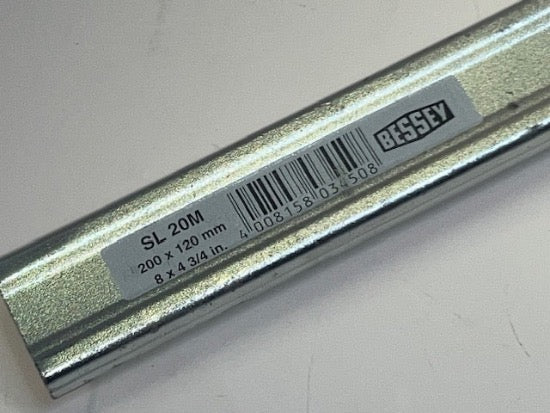 SL 20M
200 x 120 mm
8 x 4 3/4 in.
4 008158 034508
BESSEY